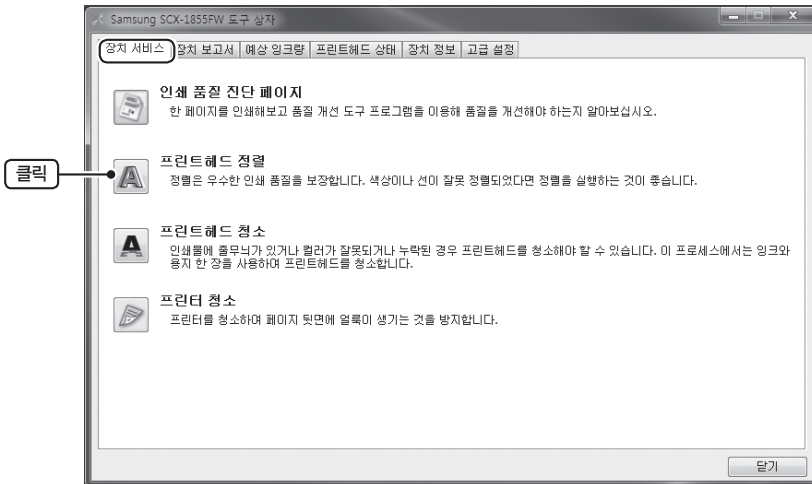 Samsung SCX-1855FW 도구 상자
장치 서비스 장치 보고서 예상 잉크량 프린트헤드 상태 장치 정보 고급 설정
인쇄 품질 진단 페이지
한 페이지를 인쇄해보고 품질 개선 도구 프로그램을 이용해 품질을 개선해야 하는지 알아보십시오.
클릭
프린트헤드 정렬
정렬은 우수한 인쇄 품질을 보장합니다. 색상이나 선이 잘못 정렬되었다면 정렬을 실행하는 것이 좋습니다.
프린트헤드 청소
인쇄물에 줄무늬가 있거나 컬러가 잘못되거나 누락된 경우 프린트헤드를 청소해야 할 수 있습니다. 이 프로세스에서는 잉크와
용지 한 장을 사용하여 프린트헤드를 청소합니다.
프린터 청소
프린터를 청소하여 페이지 뒷면에 얼룩이 생기는 것을 방지합니다.
닫기